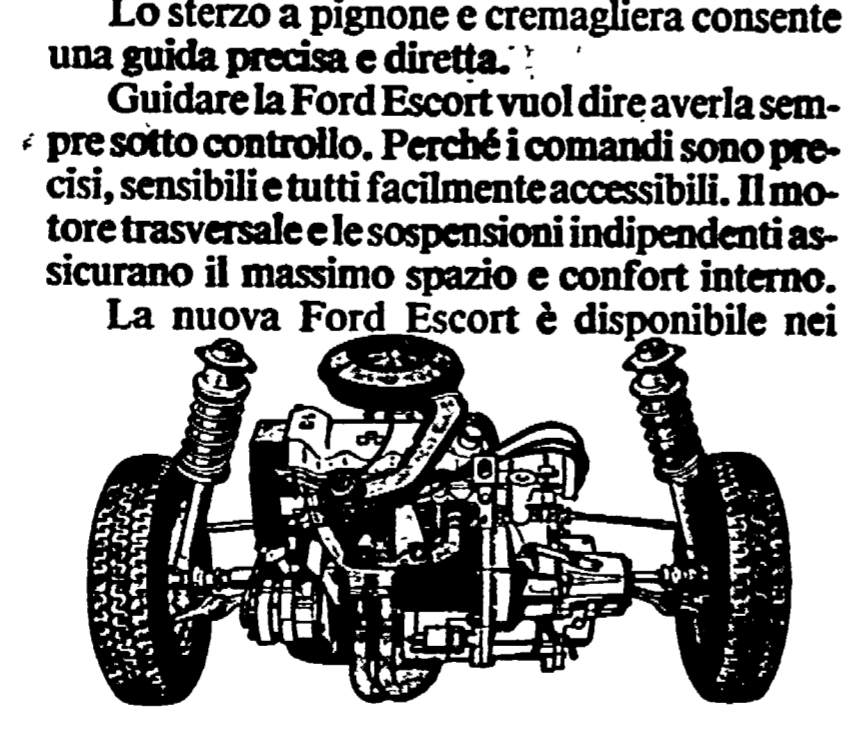 Lo sterzo a pignone e cremagliera consente
una guida precisa e diretta.
Guidare la Ford Escort vuol dire averla sem-
pre sotto controllo. Perché i comandi sono pre-
cisi, sensibili e tutti facilmente accessibili. Il mo-
tore trasversale e le sospensioni indipendenti as-
sicurano il massimo spazio e confort interno.
La nuova Ford Escort è disponibile nei